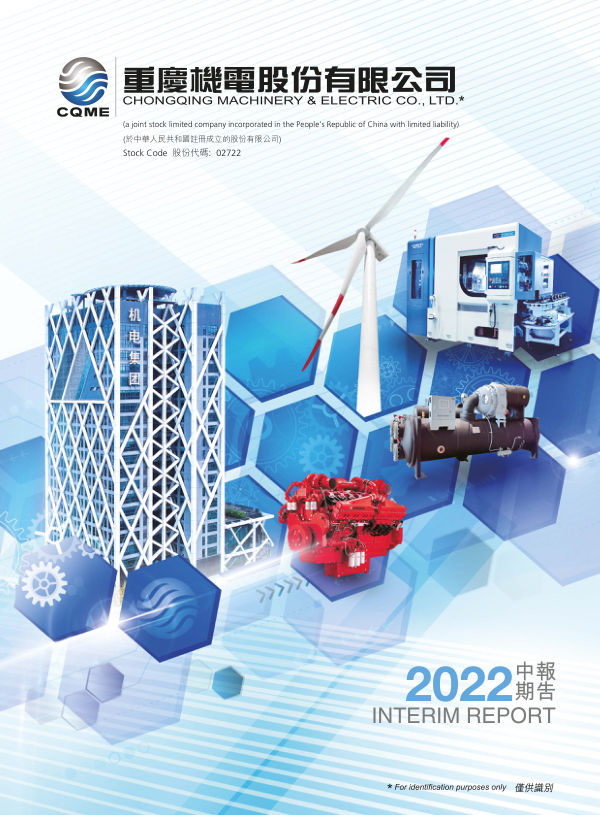 CQME
重慶機電股份有限公司
CHONGQING MACHINERY & ELECTRIC CO., LTD.*
(a joint stock limited company incorporated in the People's Republic of China with limited liability)
(於中華人民共和國註冊成立的股份有限公司)
Stock Code 股份代碼: 02722
机电集团
2022 中期報告
INTERIM REPORT
* For identification purposes only 僅供識別